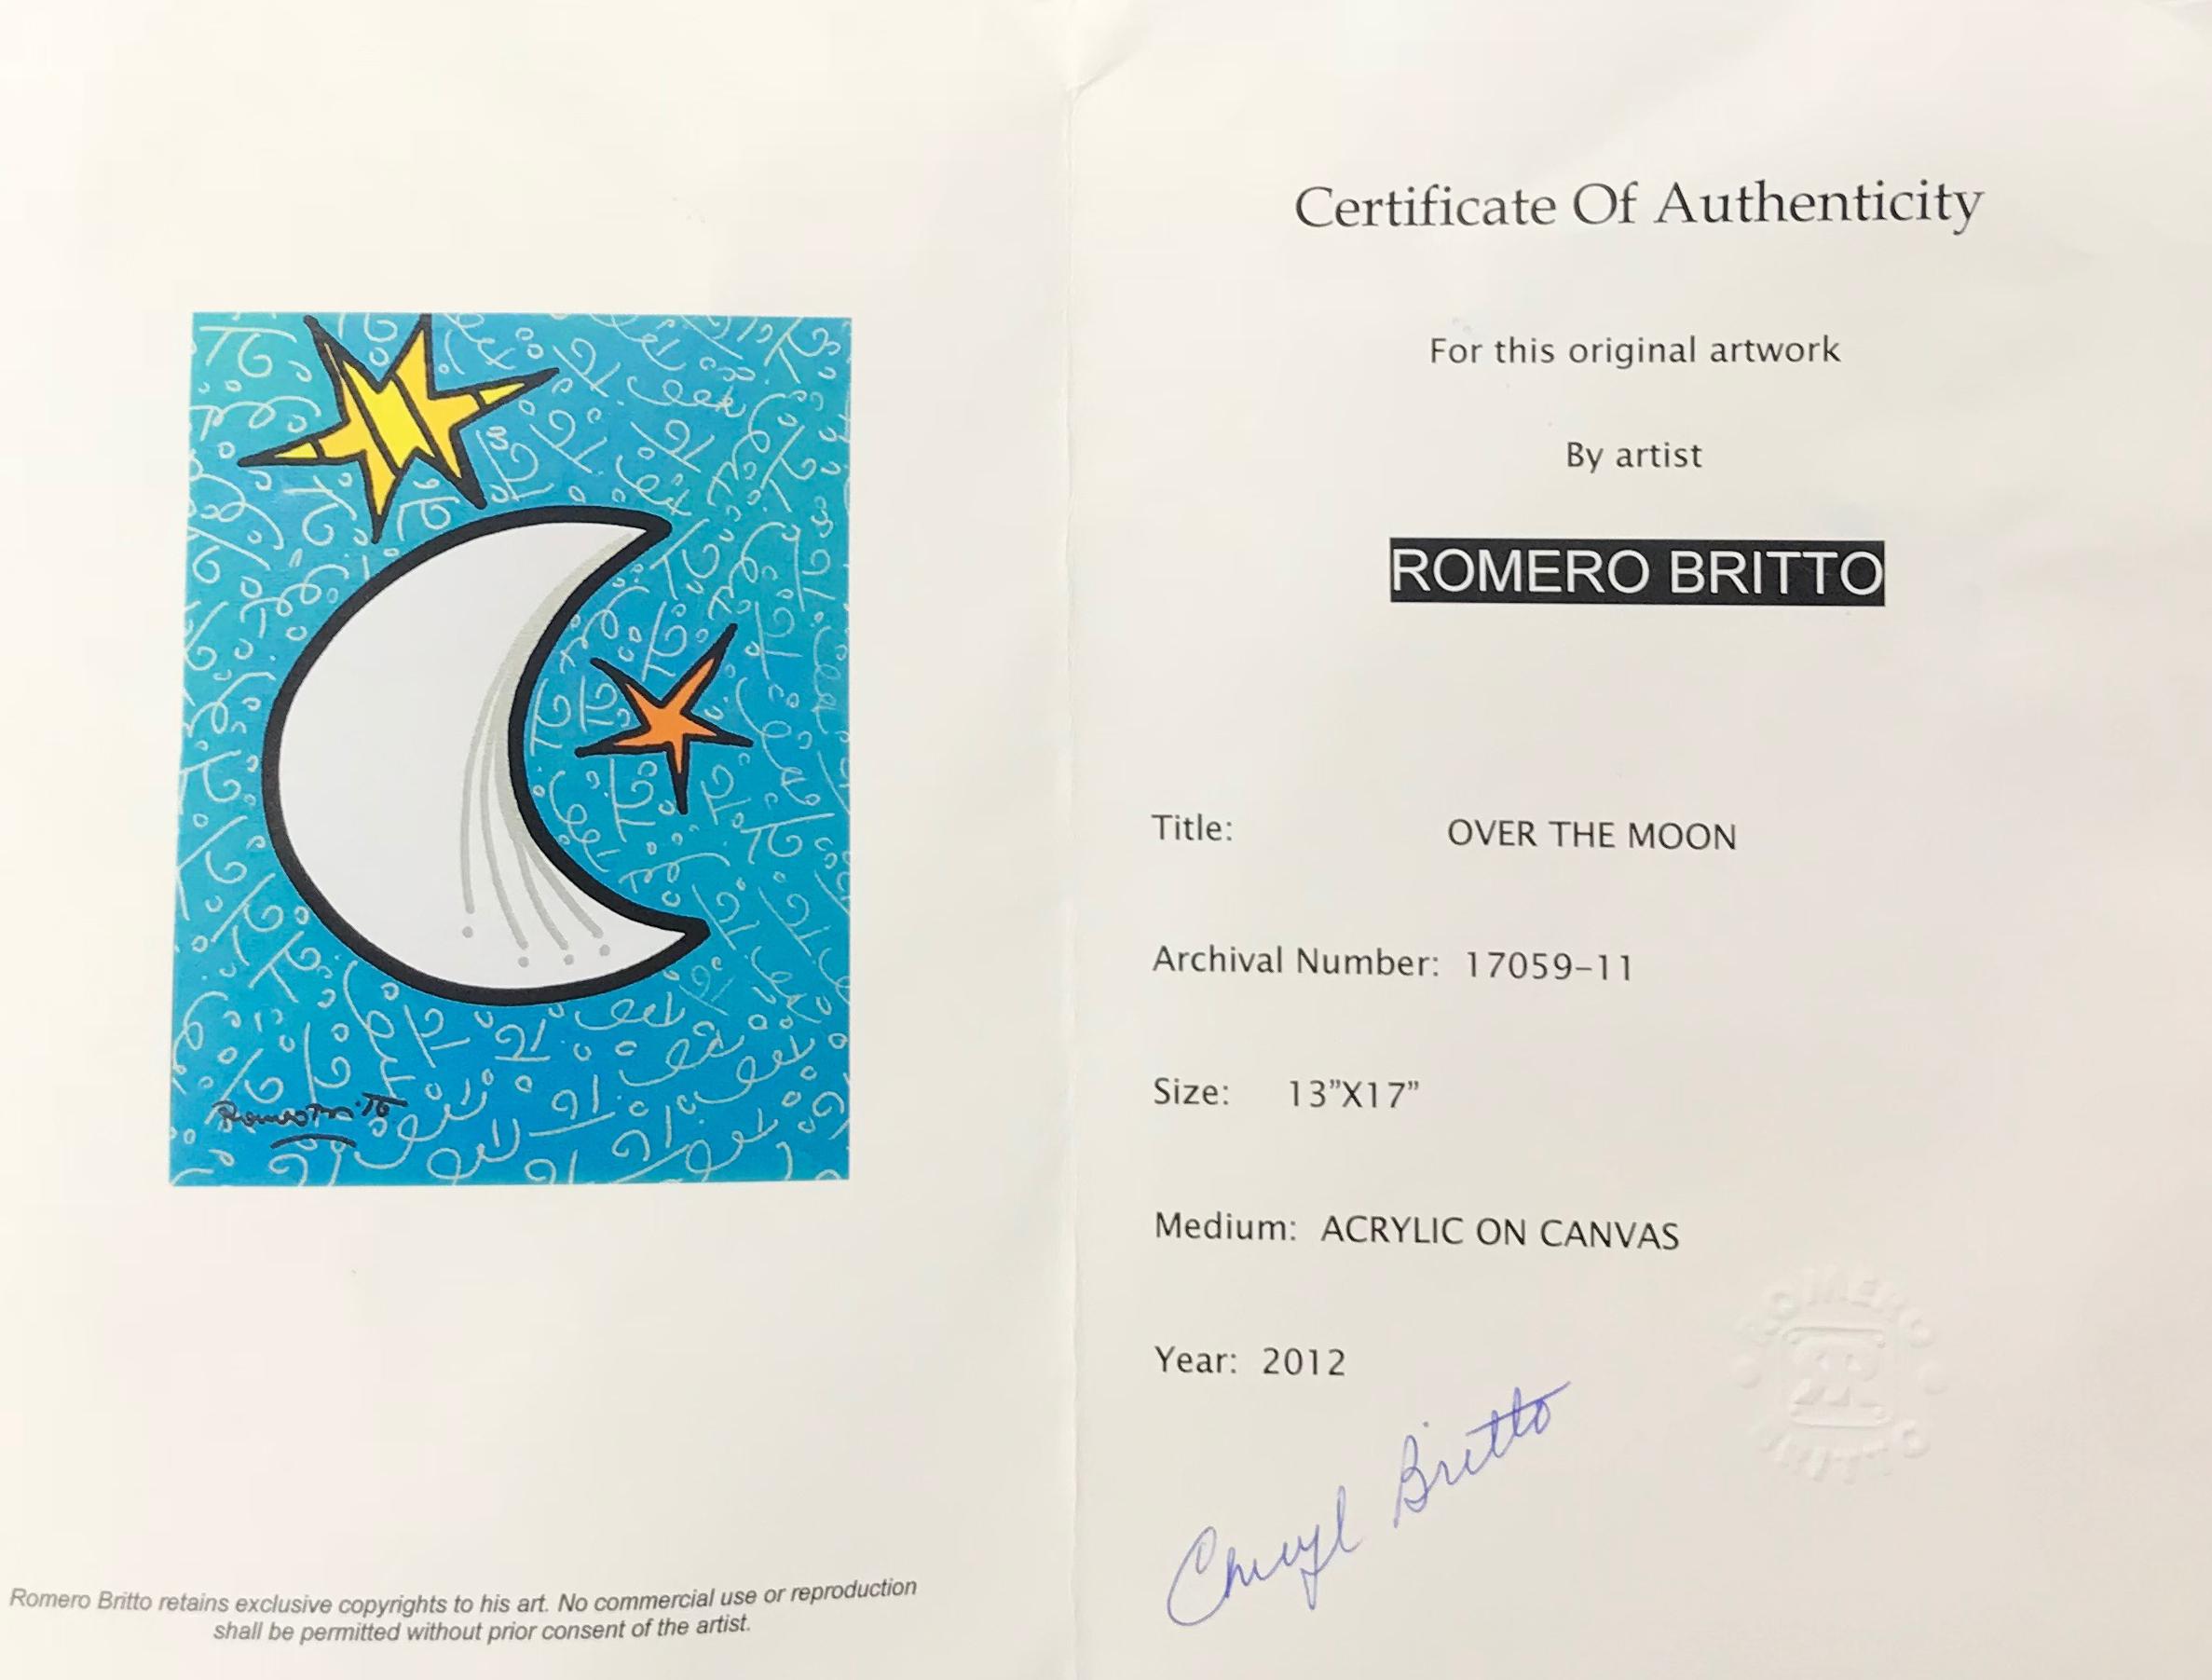 Romero Britto retains exclusive copyrights to his art. No commercial use or reproduction
shall be permitted without prior consent of the artist.
Certificate Of Authenticity
For this original artwork
By artist
ROMERO BRITTO
Title: OVER THE MOON
Archival Number: 17059-11
Size: 13”X17”
Medium: ACRYLIC ON CANVAS
Year: 2012
Cheryl Britto
ROMERO
BRITTO